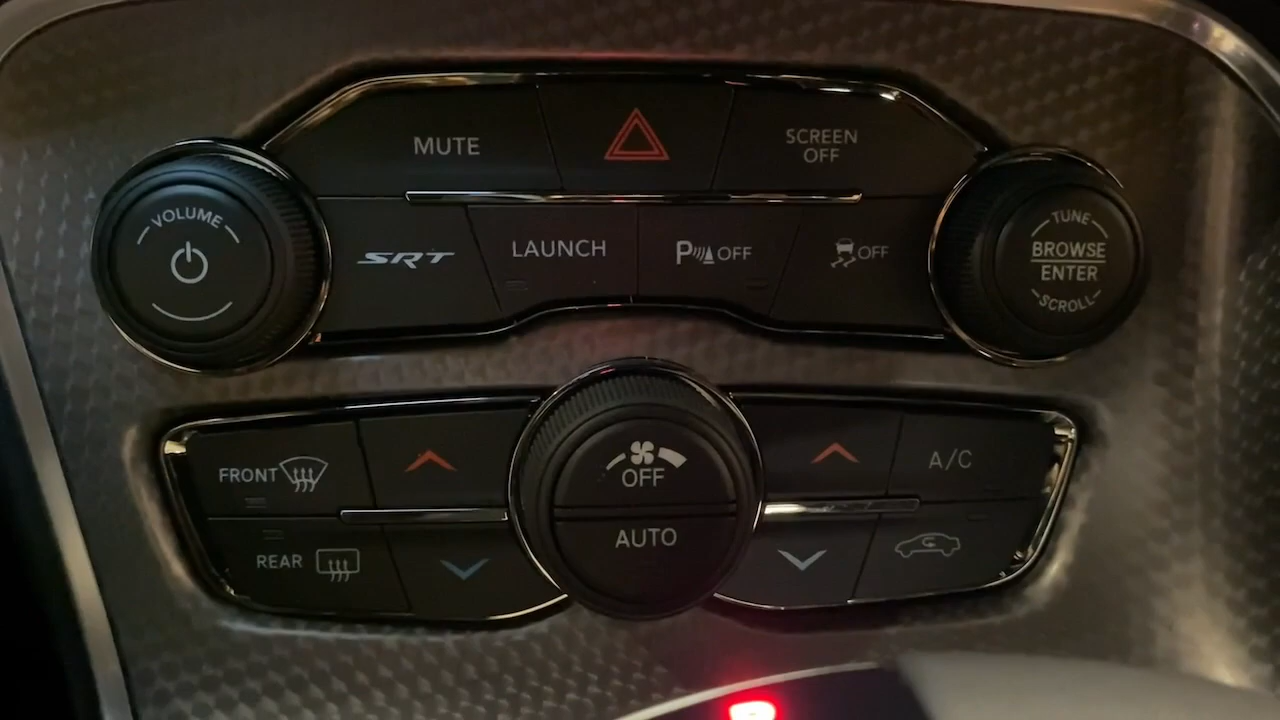 MUTE
SCREEN
OFF
VOLUME
SRT
LAUNCH
P OFF
OFF
TUNE
BROWSE
ENTER
SCROLL
FRONT
OFF
A/C
REAR
AUTO